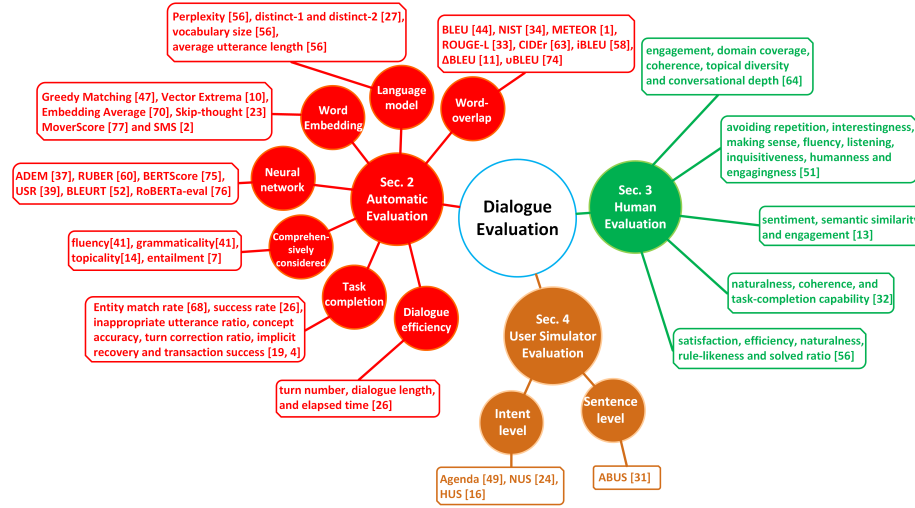 Perplexity [56], distinct-1 and distinct-2 [27],
vocabulary size [56],
average utterance length [56]
BLEU [44], NIST [34], METEOR [1],
ROUGE-L [33], CIDEr [63], iBLEU [58],
ΔBLEU [11], υBLEU [74]
engagement, domain coverage,
coherence, topical diversity
and conversational depth [64]
Greedy Matching [47], Vector Extrema [10],
Embedding Average [70], Skip-thought [23]
MoverScore [77] and SMS [2]
Word
Embedding
Language
model
Word-
overlap
avoiding repetition, interestingness,
making sense, fluency, listening,
inquisitiveness, humanness and
engagingness [51]
ADEM [37], RUBER [60], BERTScore [75],
USR [39], BLEURT [52], RoBERTa-eval [76]
Neural
network
Sec. 2
Automatic
Evaluation
Dialogue
Evaluation
Sec. 3
Human
Evaluation
sentiment, semantic similarity
and engagement [13]
fluency[41], grammaticality[41],
topicality[14], entailment [7]
Comprehen-
sively
considered
naturalness, coherence, and
task-completion capability [32]
Entity match rate [68], success rate [26],
inappropriate utterance ratio, concept
accuracy, turn correction ratio, implicit
recovery and transaction success [19, 4]
Task
completion
Dialogue
efficiency
Sec. 4
User Simulator
Evaluation
satisfaction, efficiency, naturalness,
rule-likeness and solved ratio [56]
turn number, dialogue length,
and elapsed time [26]
Intent
level
Sentence
level
Agenda [49], NUS [24],
HUS [16]
ABUS [31]